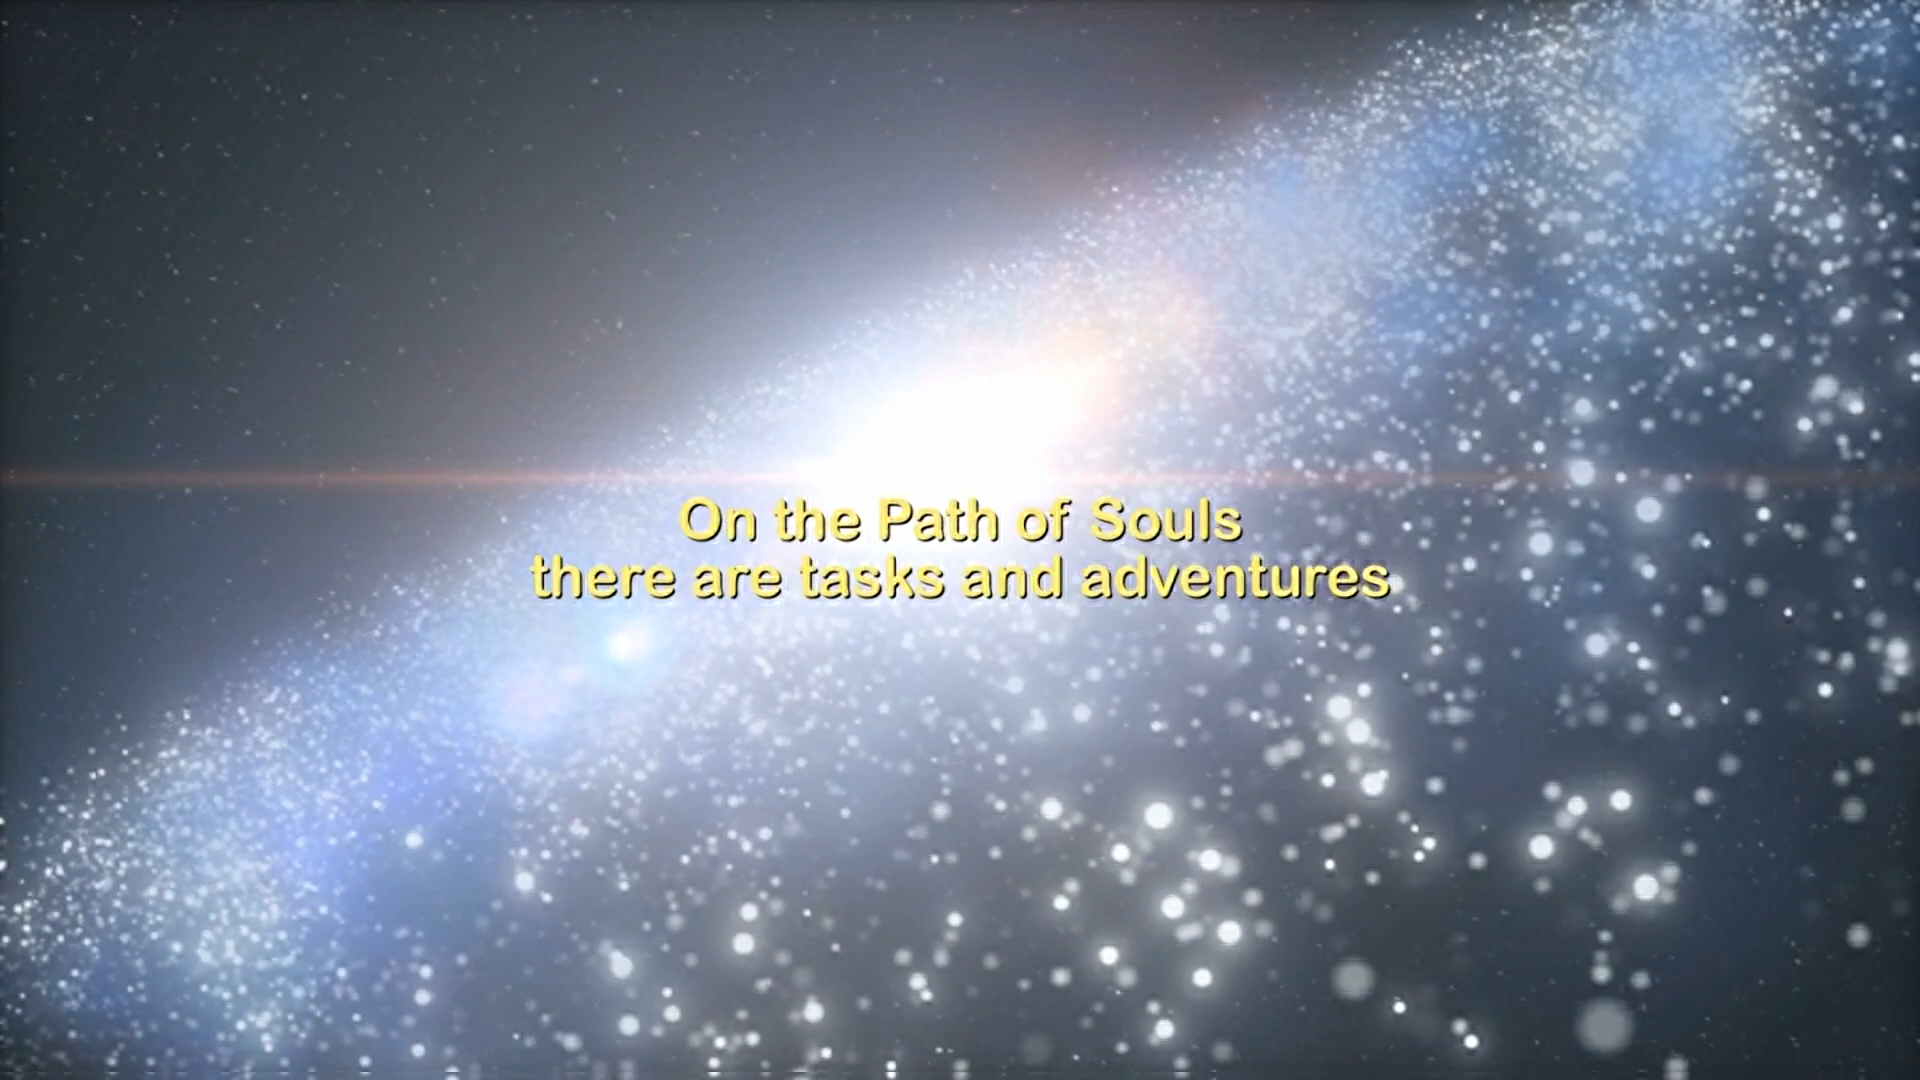 On the Path of Souls
there are tasks and adventures